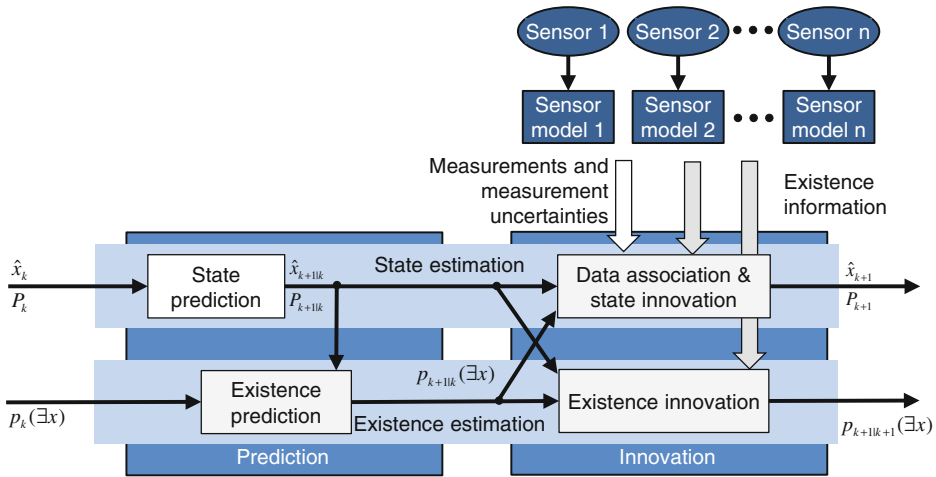 Sensor 1
Sensor 2
Sensor n
Sensor
model 1
Sensor
model 2
Sensor
model n
Measurements and
measurement
uncertainties
Existence
information
x̂ₖ
Pₖ
State
prediction
x̂ₖ₊₁|ₖ
Pₖ₊₁|ₖ
State estimation
Data association &
state innovation
x̂ₖ₊₁
Pₖ₊₁
pₖ(∃x)
Existence
prediction
pₖ₊₁|ₖ(∃x)
Existence estimation
Existence innovation
pₖ₊₁|ₖ₊₁(∃x)
Prediction
Innovation